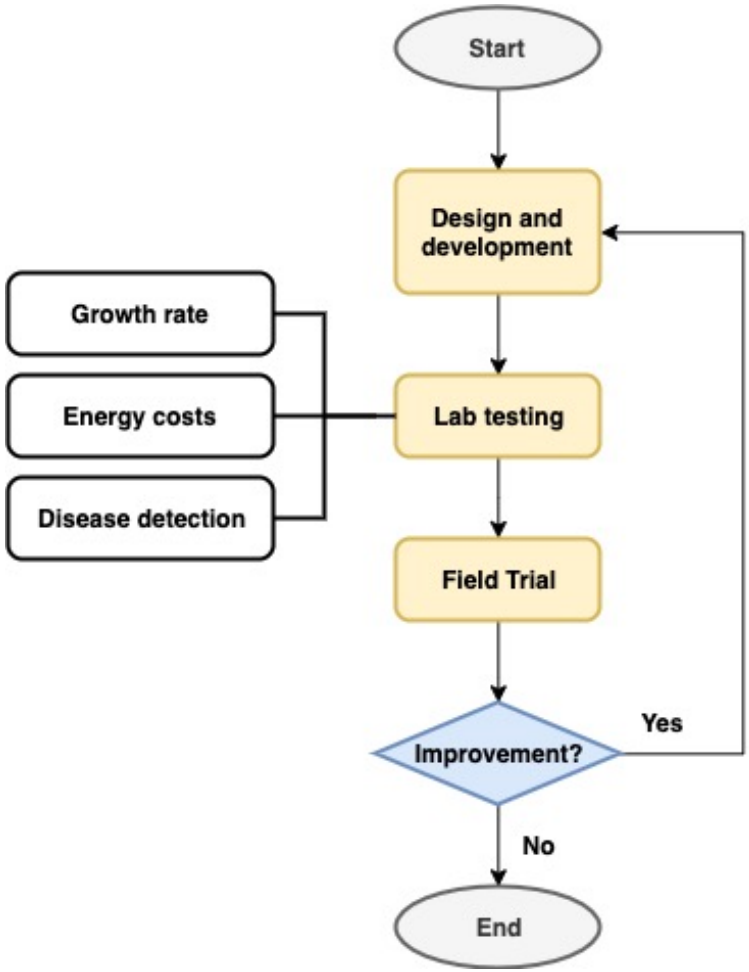 Start
Design and
development
Growth rate
Energy costs
Lab testing
Disease detection
Field Trial
Improvement?
Yes
No
End